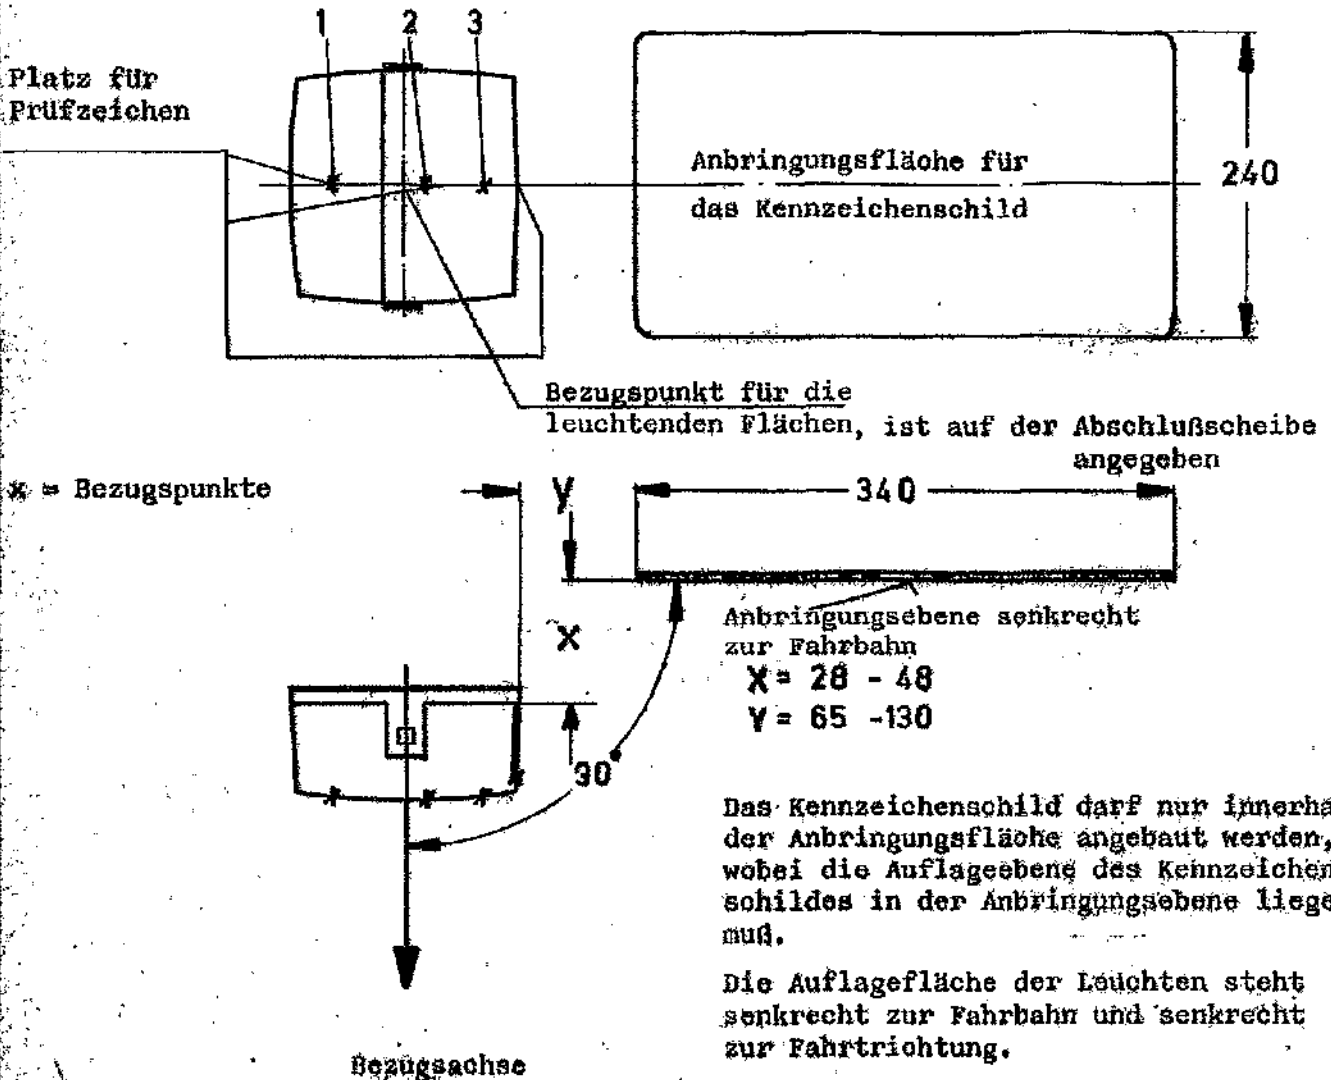 1 2 3
Platz für
Prüfzeichen
Anbringungsfläche für
das Kennzeichenschild
240
Bezugspunkt für die
leuchtenden Flächen, ist auf der Abschlußscheibe
angegeben
x = Bezugspunkte
y
340
x
Anbringungsebene senkrecht
zur Fahrbahn
X = 28 - 48
Y = 65 -130
90°
Das Kennzeichenschild darf nur innerha
der Anbringungsfläche angebaut werden,
wobei die Auflageebene des Kennzeichen
schildes in der Anbringungsebene liege
muß.
Die Auflagefläche der Leuchten steht
senkrecht zur Fahrbahn und senkrecht
zur Fahrtrichtung.
Bezugsachse